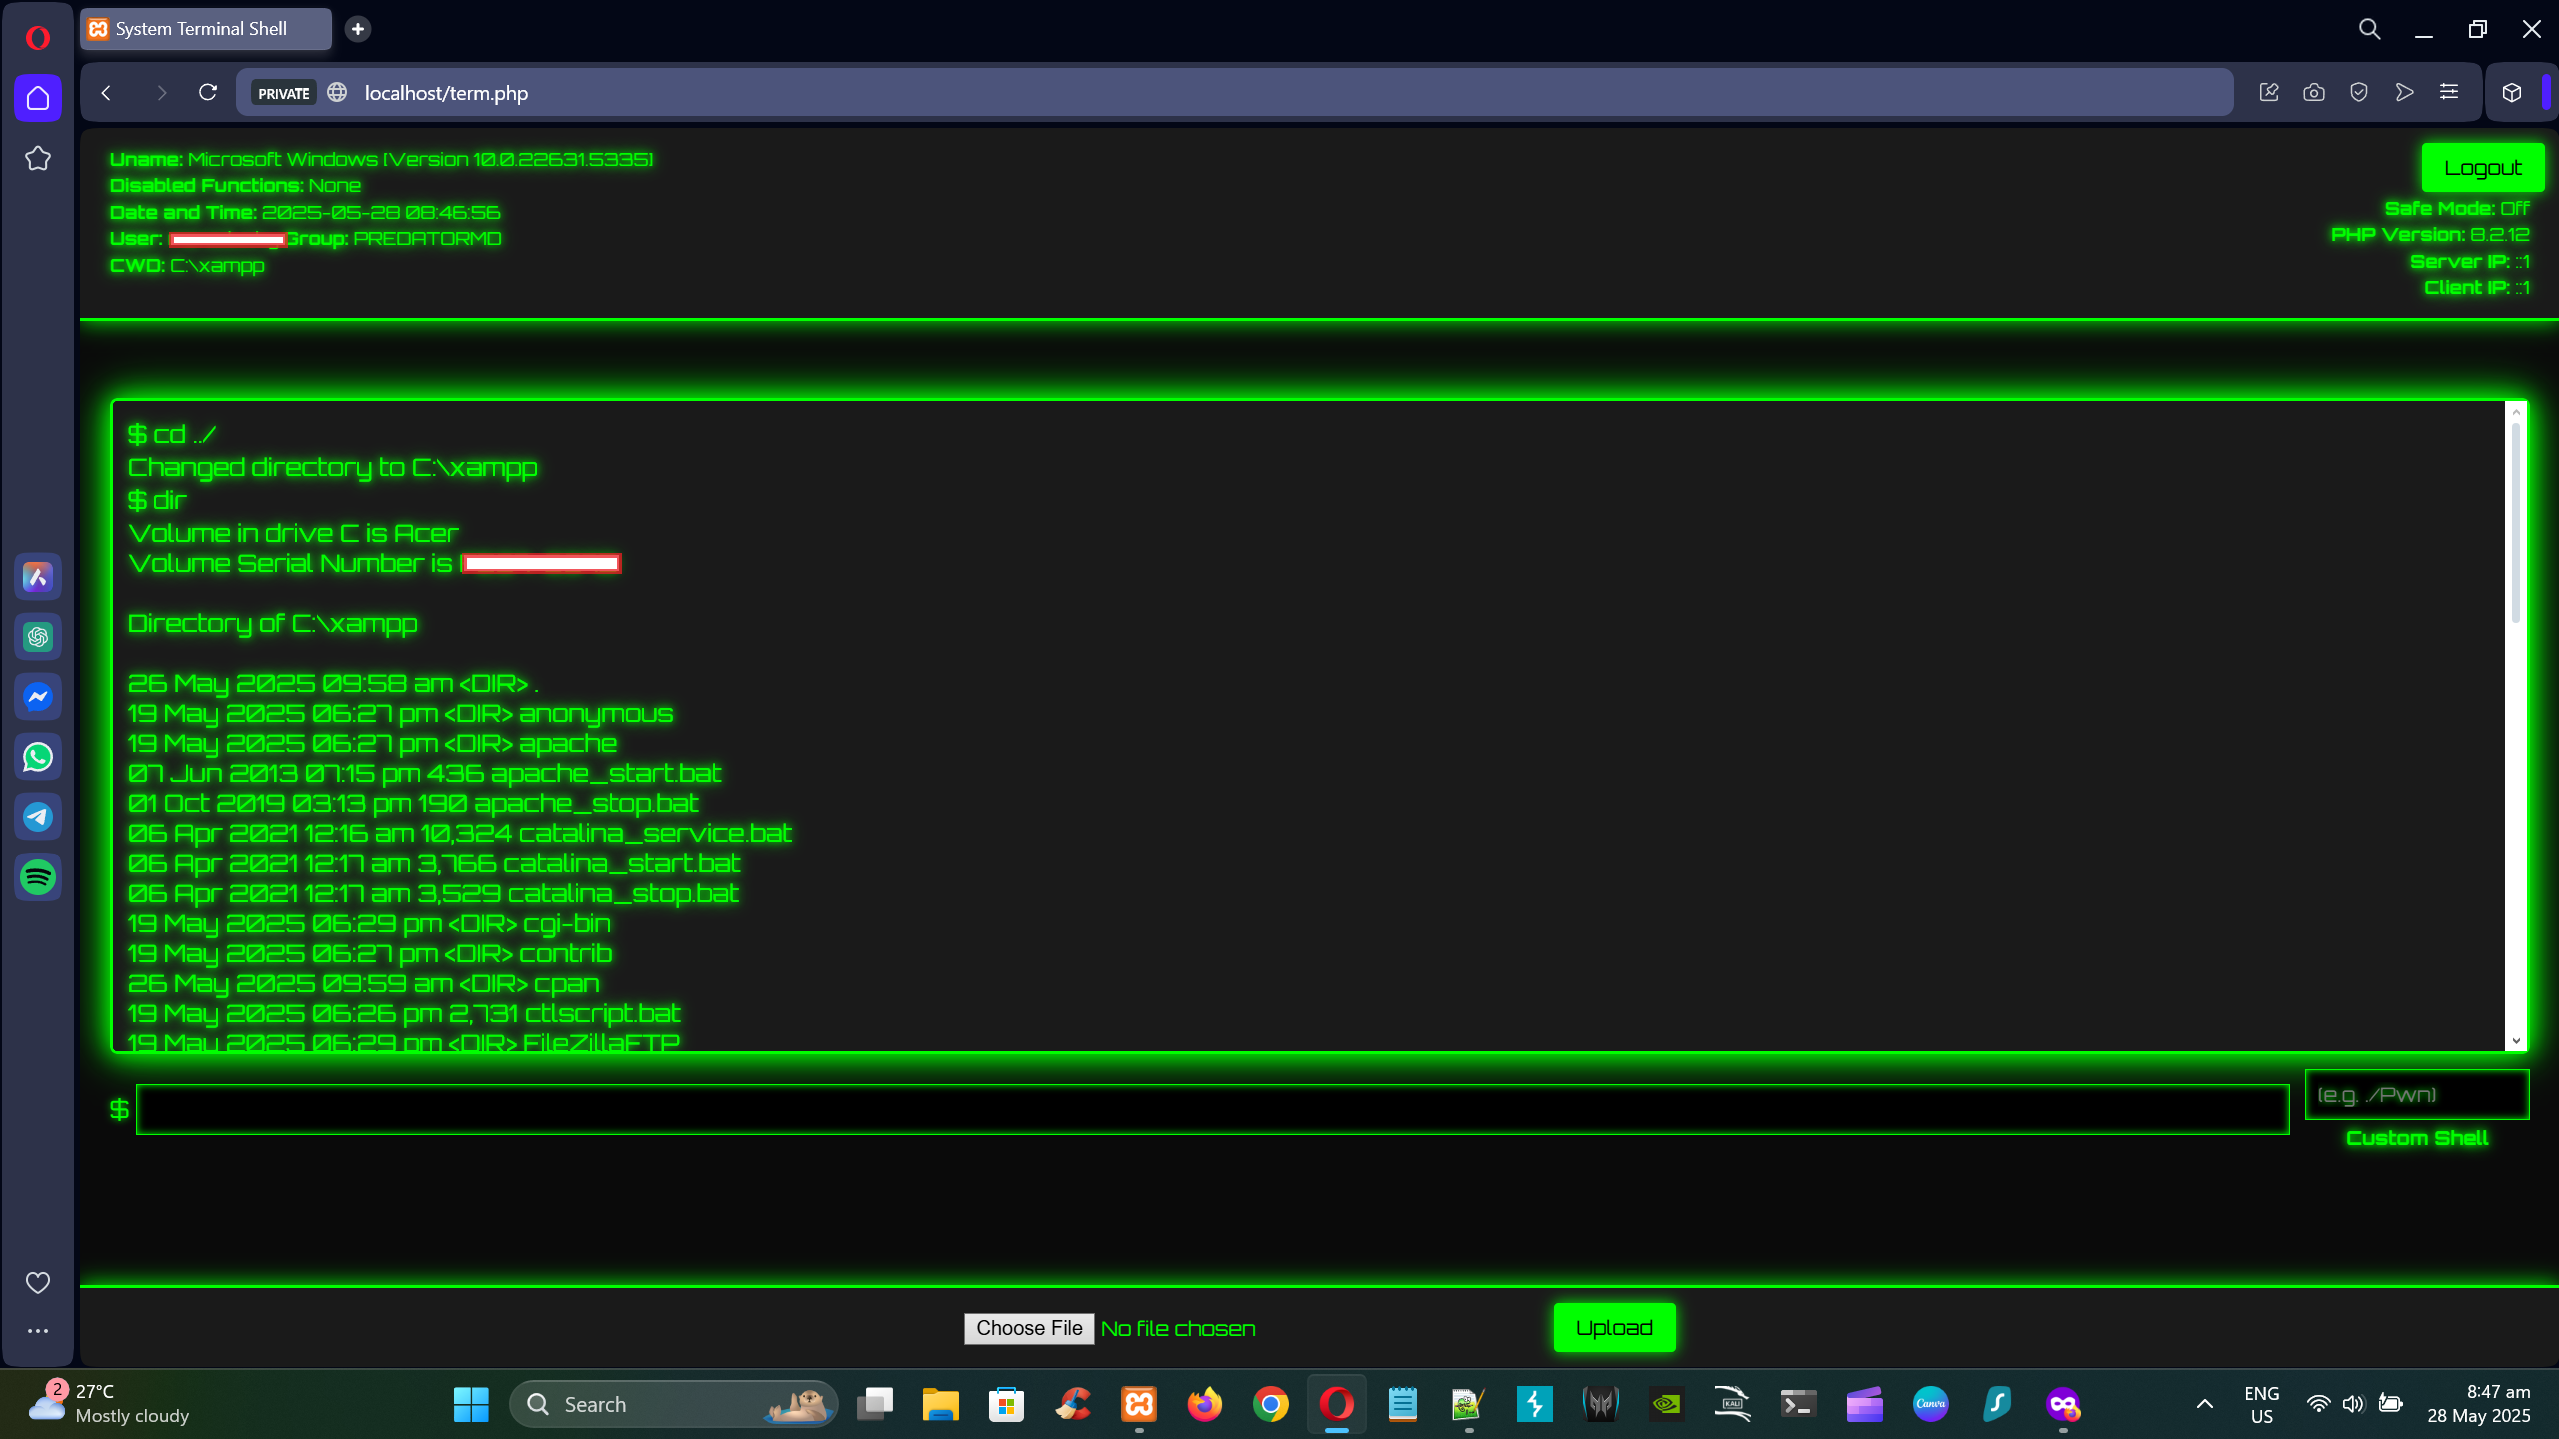 System Terminal Shell
PRIVATE localhost/term.php
Uname: Microsoft Windows [Version 10.0.22631.5335]
Disabled Functions: None
Date and Time: 2025-05-28 08:46:56
User: Group: PREDATORMD
CWD: C:\xampp
Logout
Safe Mode: Off
PHP Version: 8.2.12
Server IP: ::1
Client IP: ::1
$ cd ../
Changed directory to C:\xampp
$ dir
Volume in drive C is Acer
Volume Serial Number is
Directory of C:\xampp
26 May 2025 09:58 am <DIR> .
19 May 2025 06:27 pm <DIR> anonymous
19 May 2025 06:27 pm <DIR> apache
07 Jun 2013 07:15 pm 436 apache_start.bat
01 Oct 2019 03:13 pm 190 apache_stop.bat
06 Apr 2021 12:16 am 10,324 catalina_service.bat
06 Apr 2021 12:17 am 3,766 catalina_start.bat
06 Apr 2021 12:17 am 3,529 catalina_stop.bat
19 May 2025 06:29 pm <DIR> cgi-bin
19 May 2025 06:27 pm <DIR> contrib
26 May 2025 09:59 am <DIR> cpan
19 May 2025 06:26 pm 2,731 ctlscript.bat
19 May 2025 06:29 pm <DIR> FileZillaFTP
$
(e.g. ./Pwn)
Custom Shell
Choose File No file chosen
Upload
2
27°C
Mostly cloudy
Search
KALI
Canva
ENG
US
8:47 am
28 May 2025